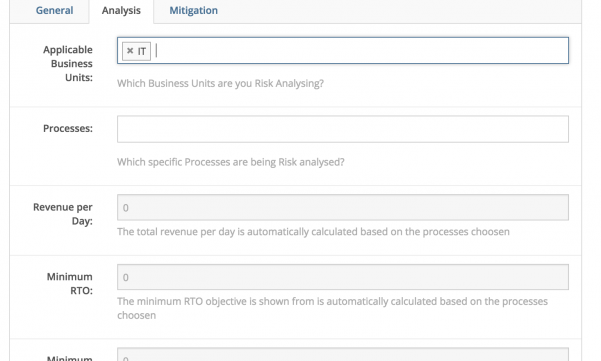 General Analysis Mitigation
Applicable
Business
Units:
× IT
Which Business Units are you Risk Analysing?
Processes:
Which specific Processes are being Risk analysed?
Revenue per
Day:
0
The total revenue per day is automatically calculated based on the processes choosen
Minimum
RTO:
0
The minimum RTO objective is shown from is automatically calculated based on the processes
choosen
Minimum
0